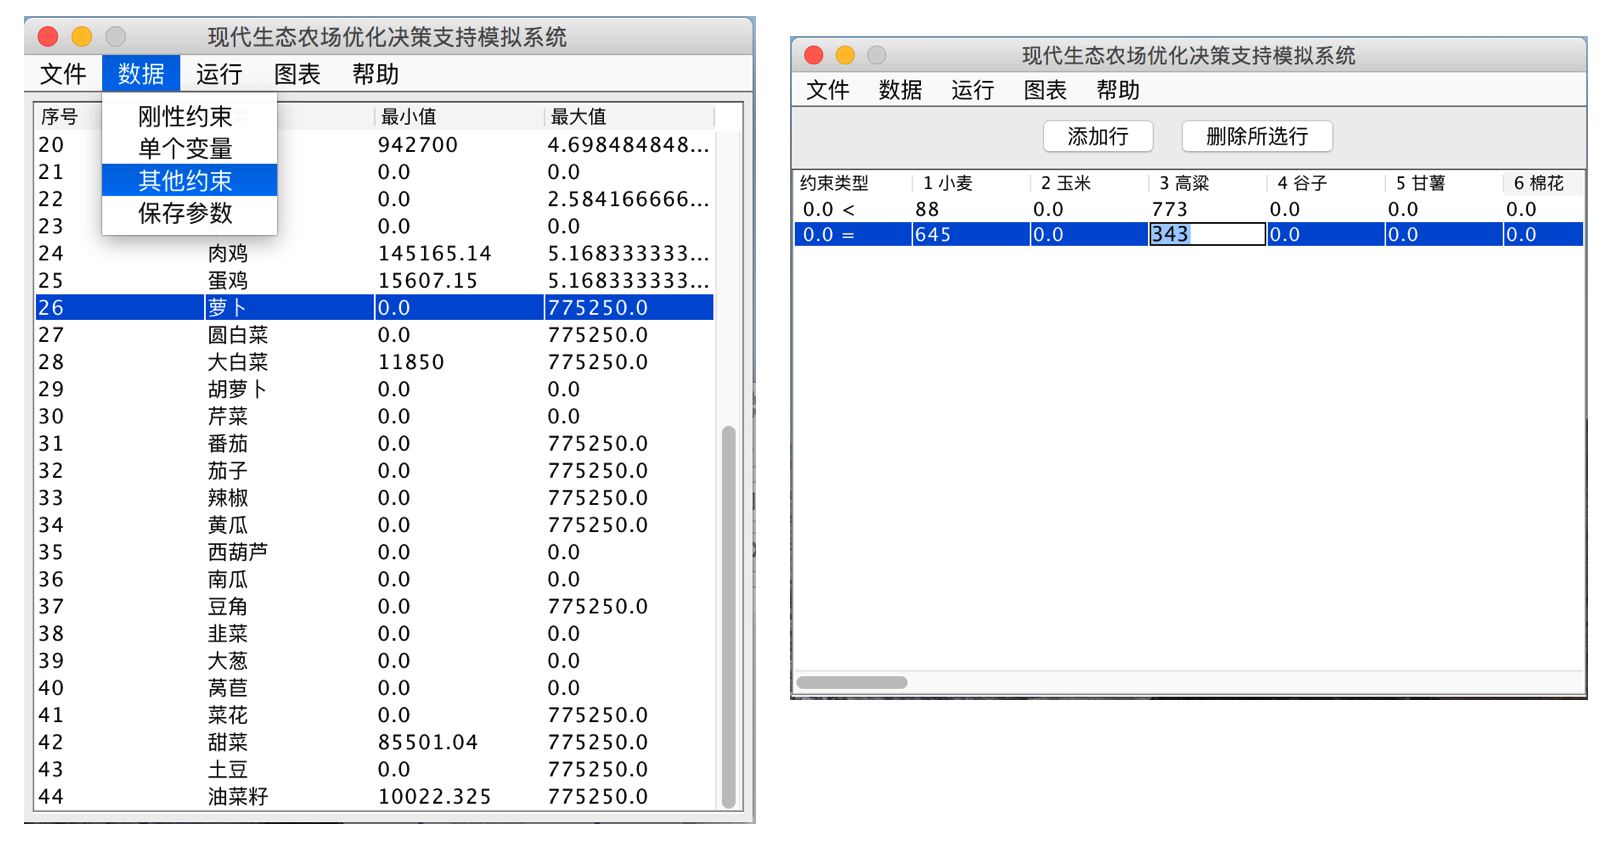 现代生态农场优化决策支持模拟系统
文件 数据 运行 图表 帮助
刚性约束
单个变量
其他约束
保存参数
序号 最小值 最大值
20 942700 4.698484848...
21 0.0 0.0
22 0.0 2.584166666...
23 0.0 0.0
24 肉鸡 145165.14 5.168333333...
25 蛋鸡 15607.15 5.168333333...
26 萝卜 0.0 775250.0
27 圆白菜 0.0 775250.0
28 大白菜 11850 775250.0
29 胡萝卜 0.0 0.0
30 芹菜 0.0 0.0
31 番茄 0.0 775250.0
32 茄子 0.0 775250.0
33 辣椒 0.0 775250.0
34 黄瓜 0.0 775250.0
35 西葫芦 0.0 0.0
36 南瓜 0.0 0.0
37 豆角 0.0 775250.0
38 韭菜 0.0 0.0
39 大葱 0.0 0.0
40 莴苣 0.0 0.0
41 菜花 0.0 775250.0
42 甜菜 85501.04 775250.0
43 土豆 0.0 775250.0
44 油菜籽 10022.325 775250.0
现代生态农场优化决策支持模拟系统
文件 数据 运行 图表 帮助
添加行 删除所选行
约束类型 1 小麦 2 玉米 3 高粱 4 谷子 5 甘薯 6 棉花
0.0 < 88 0.0 773 0.0 0.0 0.0
0.0 = 645 0.0 343 0.0 0.0 0.0